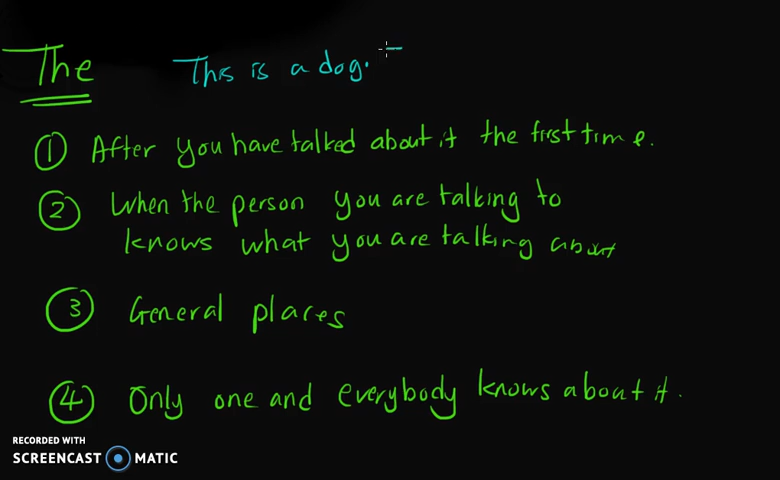 The This is a dog.
1 After you have talked about it the first time.
2 When the person you are talking to
knows what you are talking about
3 General places
4 Only one and everybody knows about it.
RECORDED WITH
SCREENCAST MATIC